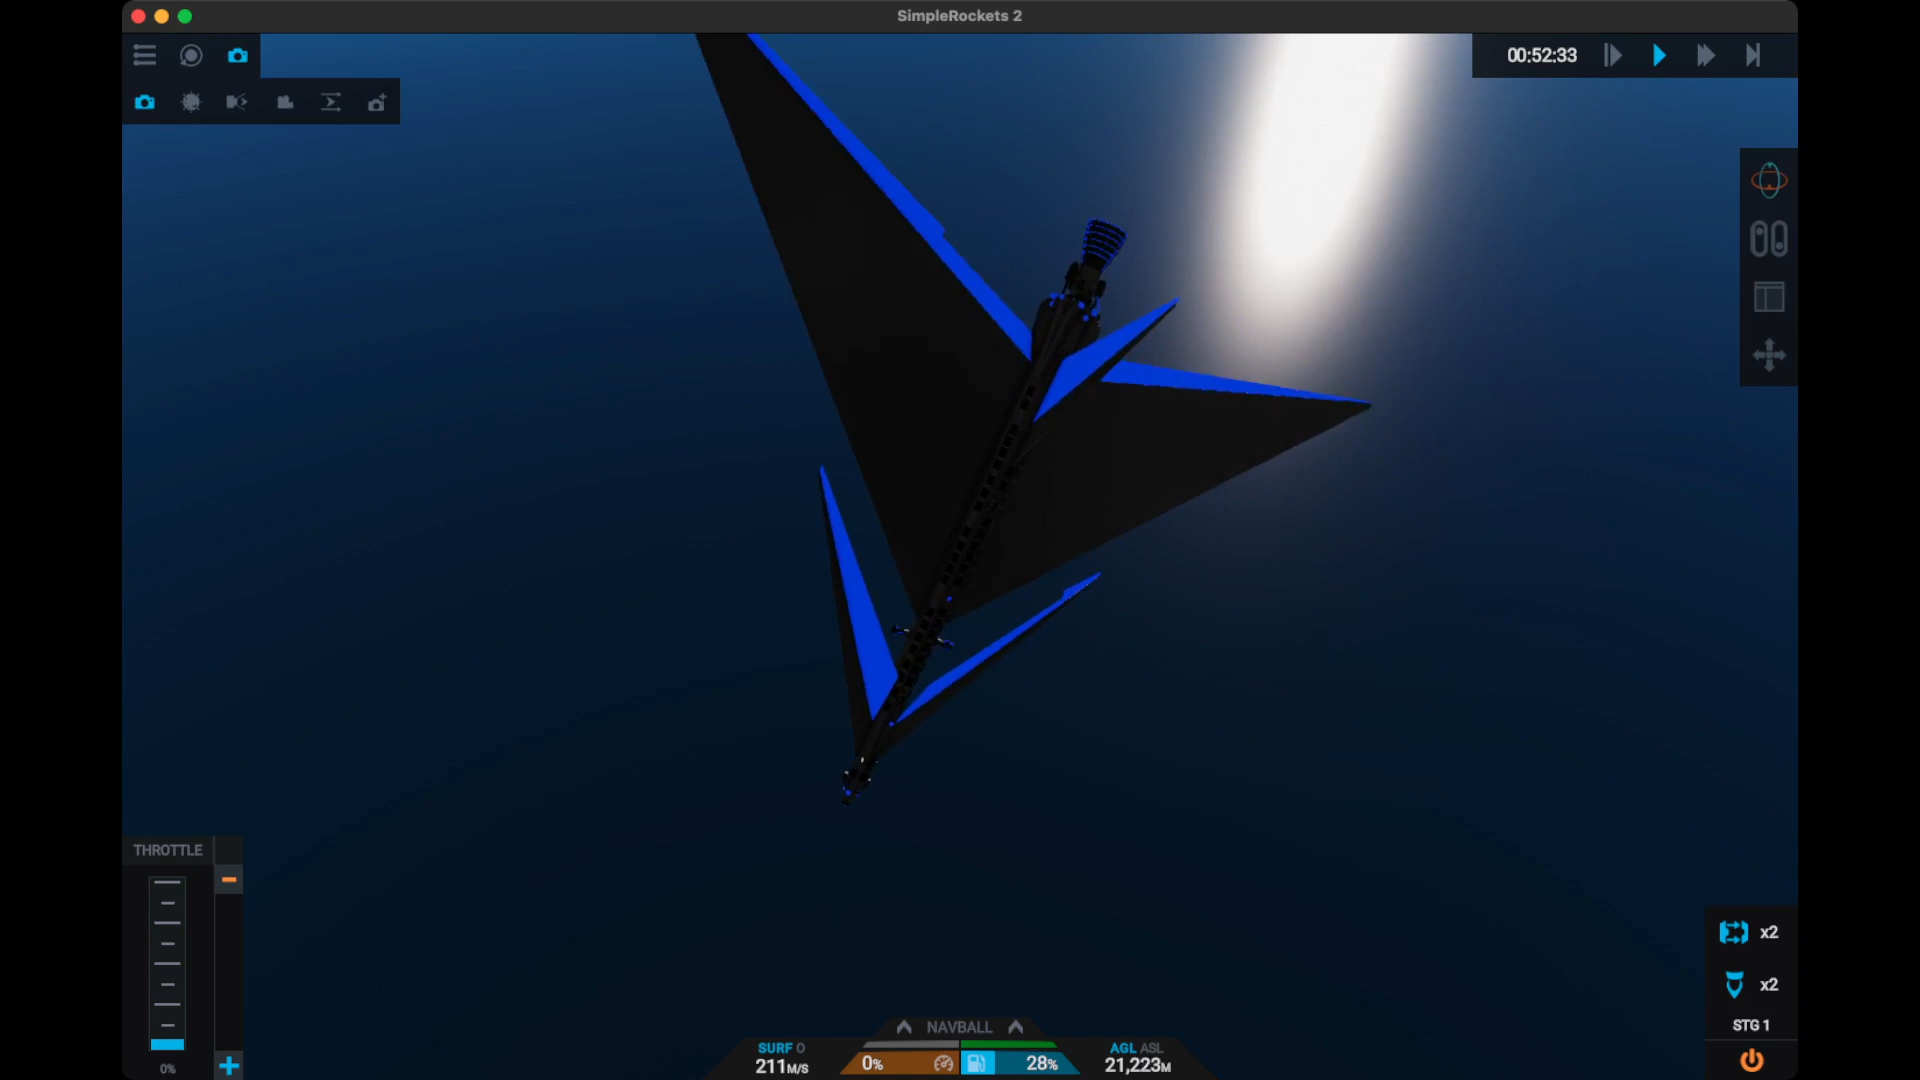 SimpleRockets 2
00:52:33
THROTTLE
0%
NAVBALL
SURF O
211M/S
0%
28%
AGL ASL
21,223M
x2
x2
STG 1